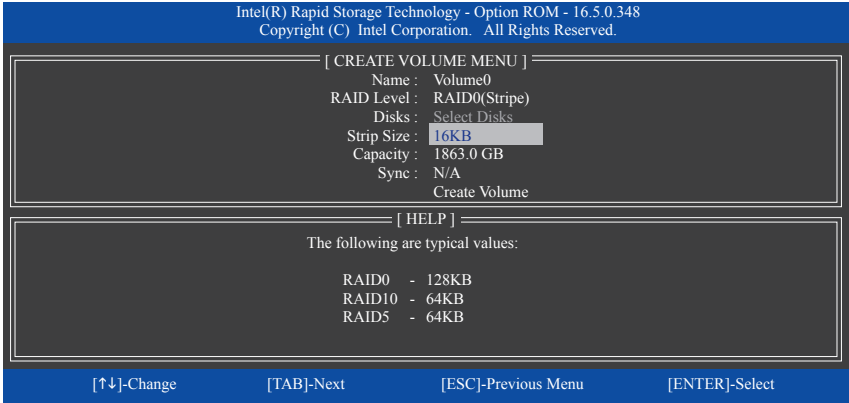 Intel(R) Rapid Storage Technology - Option ROM - 16.5.0.348
Copyright (C) Intel Corporation. All Rights Reserved.
[ CREATE VOLUME MENU ]
Name : Volume0
RAID Level : RAID0(Stripe)
Disks : Select Disks
Strip Size : 16KB
Capacity : 1863.0 GB
Sync : N/A
Create Volume
[ HELP ]
The following are typical values:
RAID0 - 128KB
RAID10 - 64KB
RAID5 - 64KB
[↑↓]-Change [TAB]-Next [ESC]-Previous Menu [ENTER]-Select